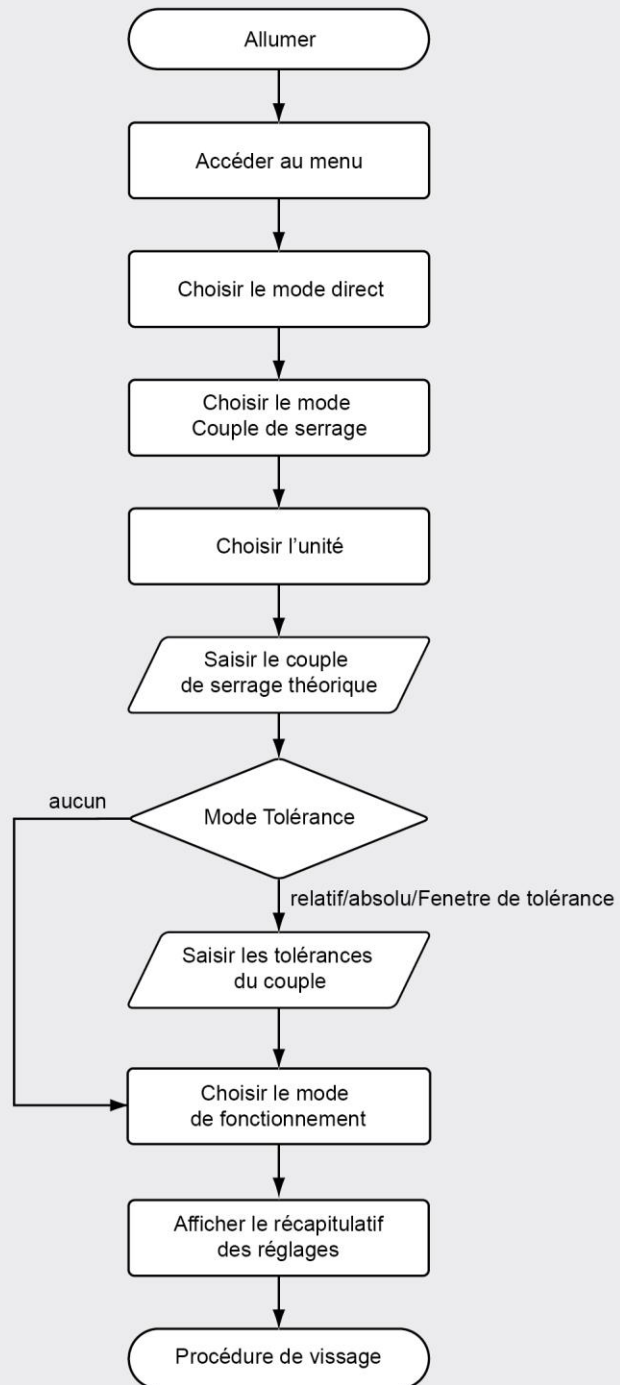 Allumer
Accéder au menu
Choisir le mode direct
Choisir le mode
Couple de serrage
Choisir l'unité
Saisir le couple
de serrage théorique
aucun
Mode Tolérance
relatif/absolu/Fenetre de tolérance
Saisir les tolérances
du couple
Choisir le mode
de fonctionnement
Afficher le récapitulatif
des réglages
Procédure de vissage